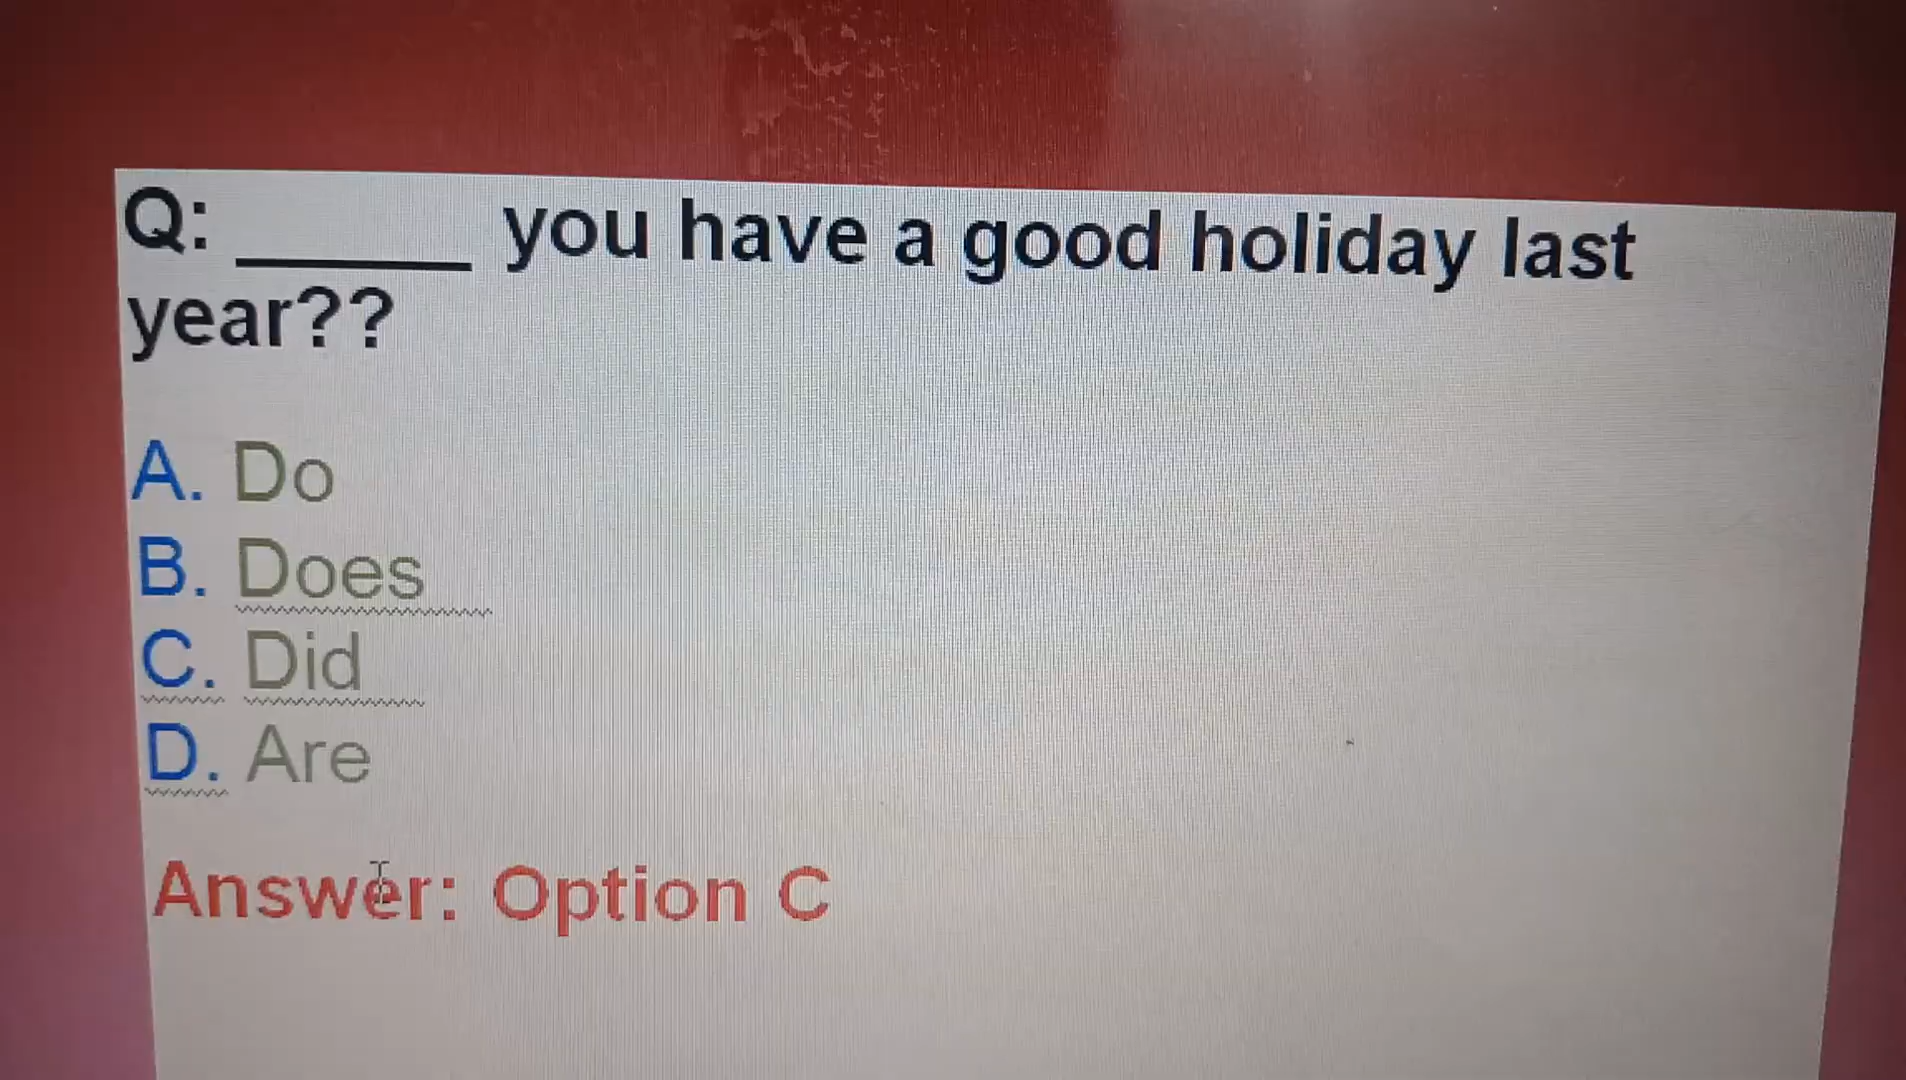 Q: ______ you have a good holiday last
year??
A. Do
B. Does
C. Did
D. Are
Answer: Option C